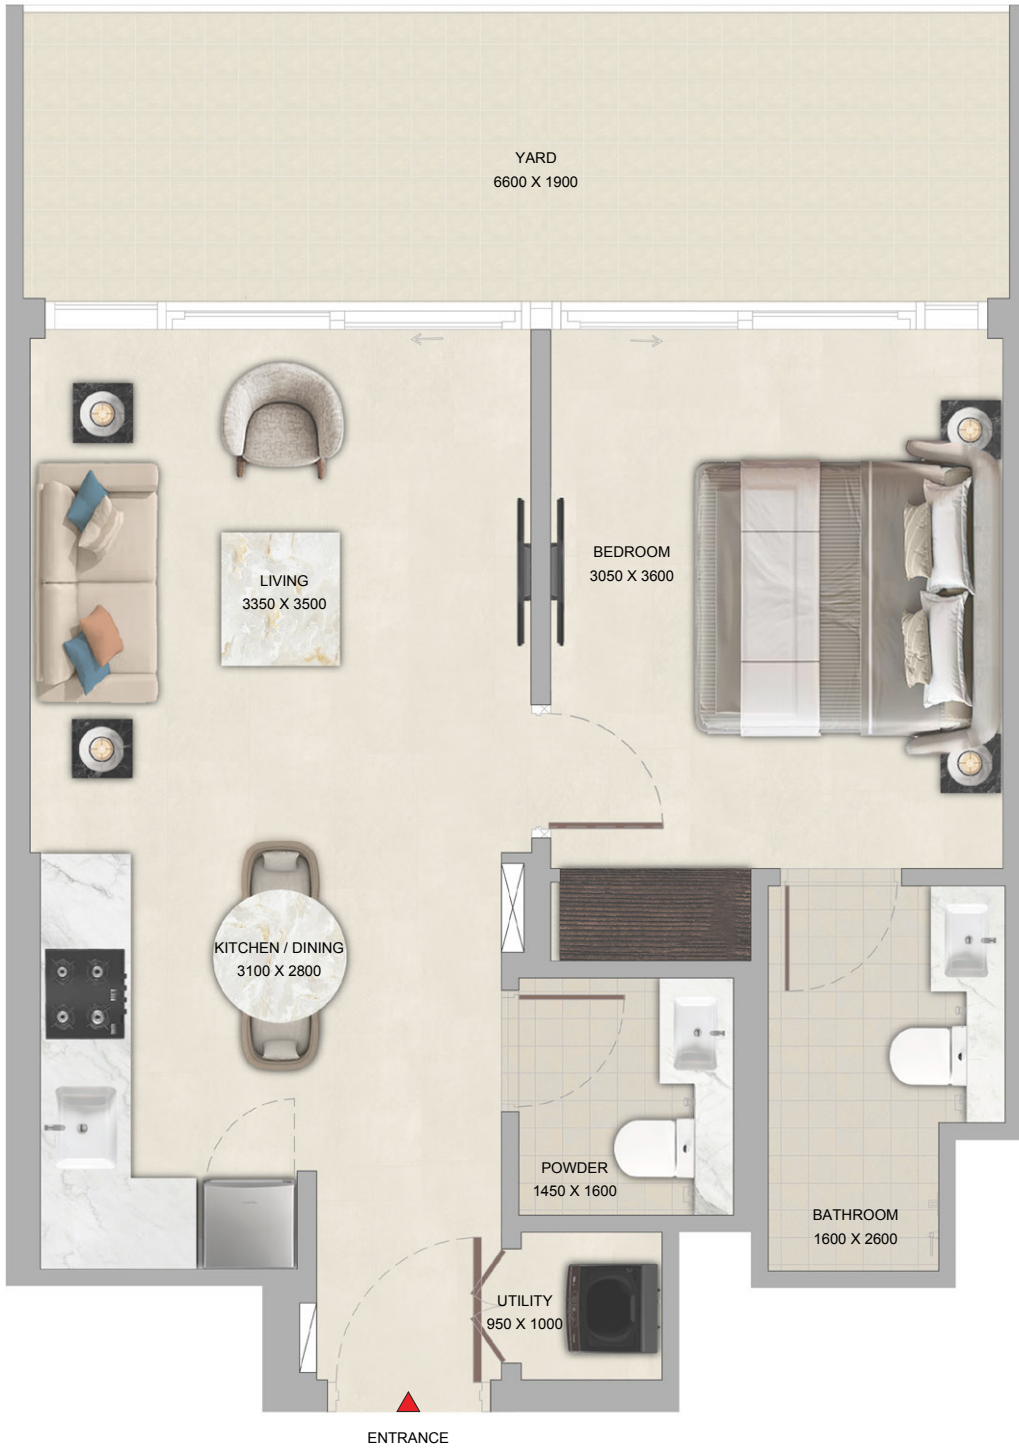 YARD
6600 X 1900
LIVING
3350 X 3500
BEDROOM
3050 X 3600
KITCHEN / DINING
3100 X 2800
POWDER
1450 X 1600
BATHROOM
1600 X 2600
UTILITY
950 X 1000
ENTRANCE